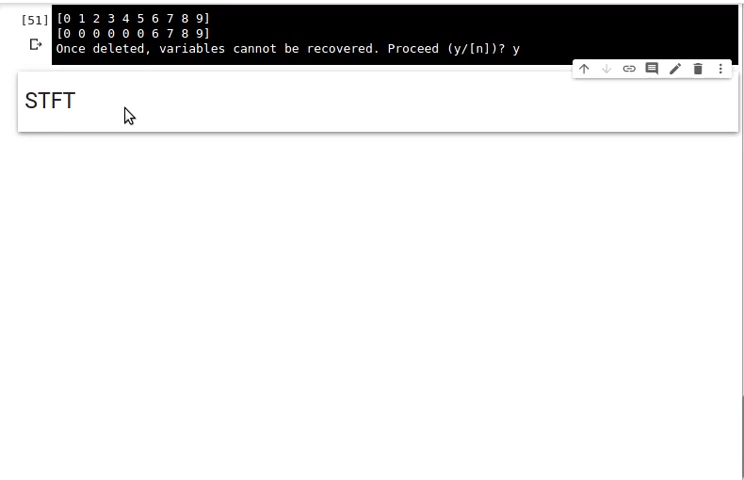 [51] [0 1 2 3 4 5 6 7 8 9]
[0 0 0 0 0 0 6 7 8 9]
Once deleted, variables cannot be recovered. Proceed (y/[n])? y
STFT